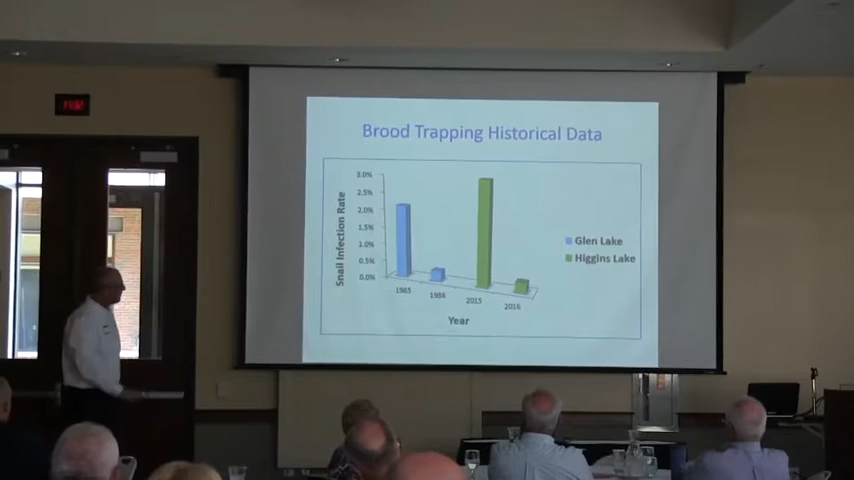 Brood Trapping Historical Data
3.0%
2.5%
2.0%
1.5%
1.0%
0.5%
0.0%
Snail Infection Rate
1985
1986
2015
2016
Year
Glen Lake
Higgins Lake